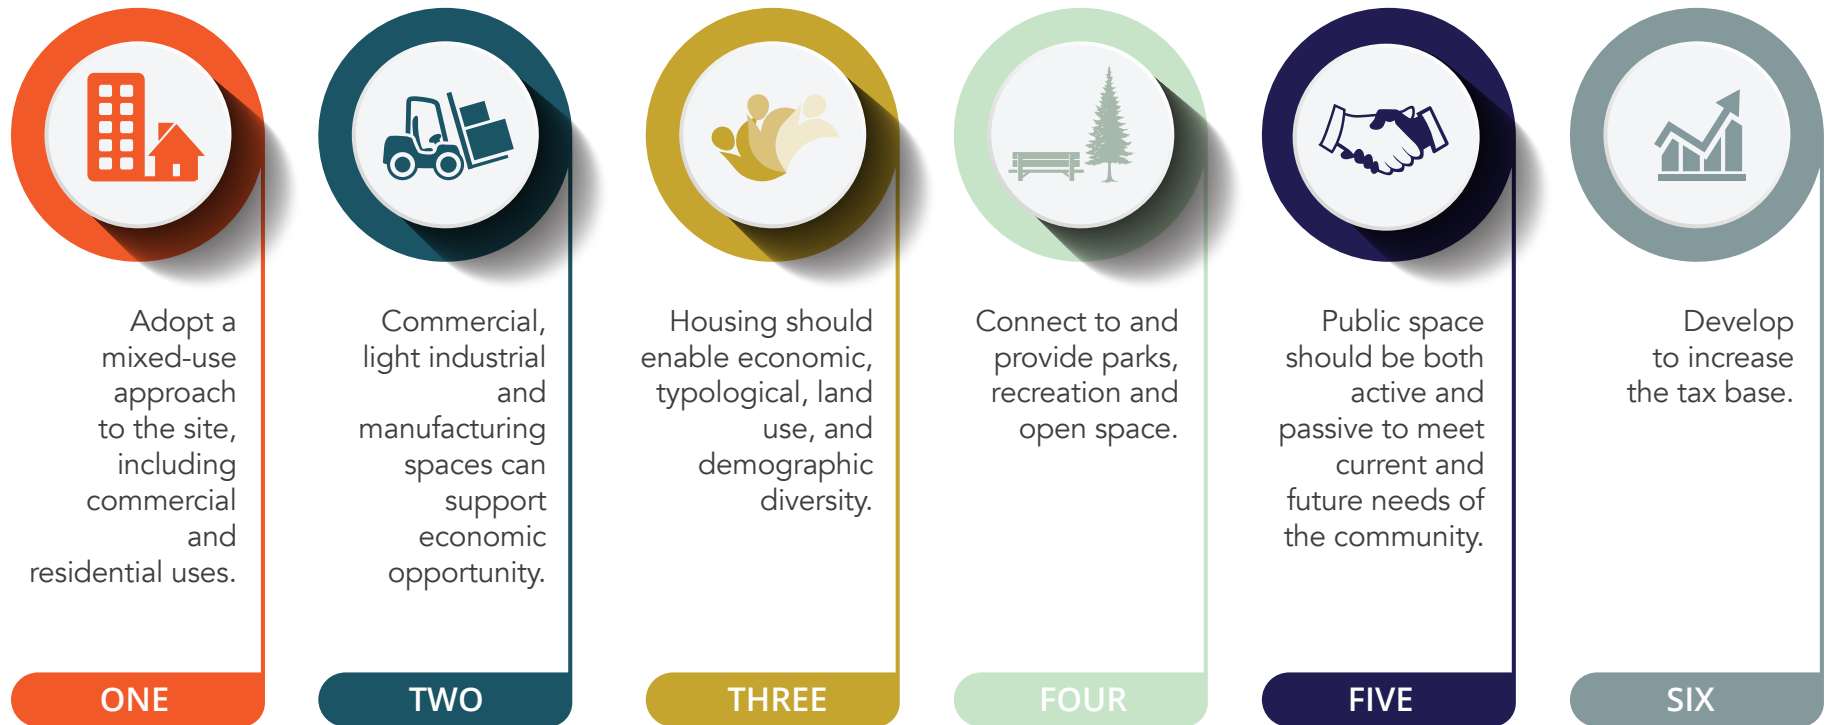 Adopt a
mixed-use
approach
to the site,
including
commercial
and
residential uses.
ONE
Commercial,
light industrial
and
manufacturing
spaces can
support
economic
opportunity.
TWO
Housing should
enable economic,
typological, land
use, and
demographic
diversity.
THREE
Connect to and
provide parks,
recreation and
open space.
FOUR
Public space
should be both
active and
passive to meet
current and
future needs of
the community.
FIVE
Develop
to increase
the tax base.
SIX